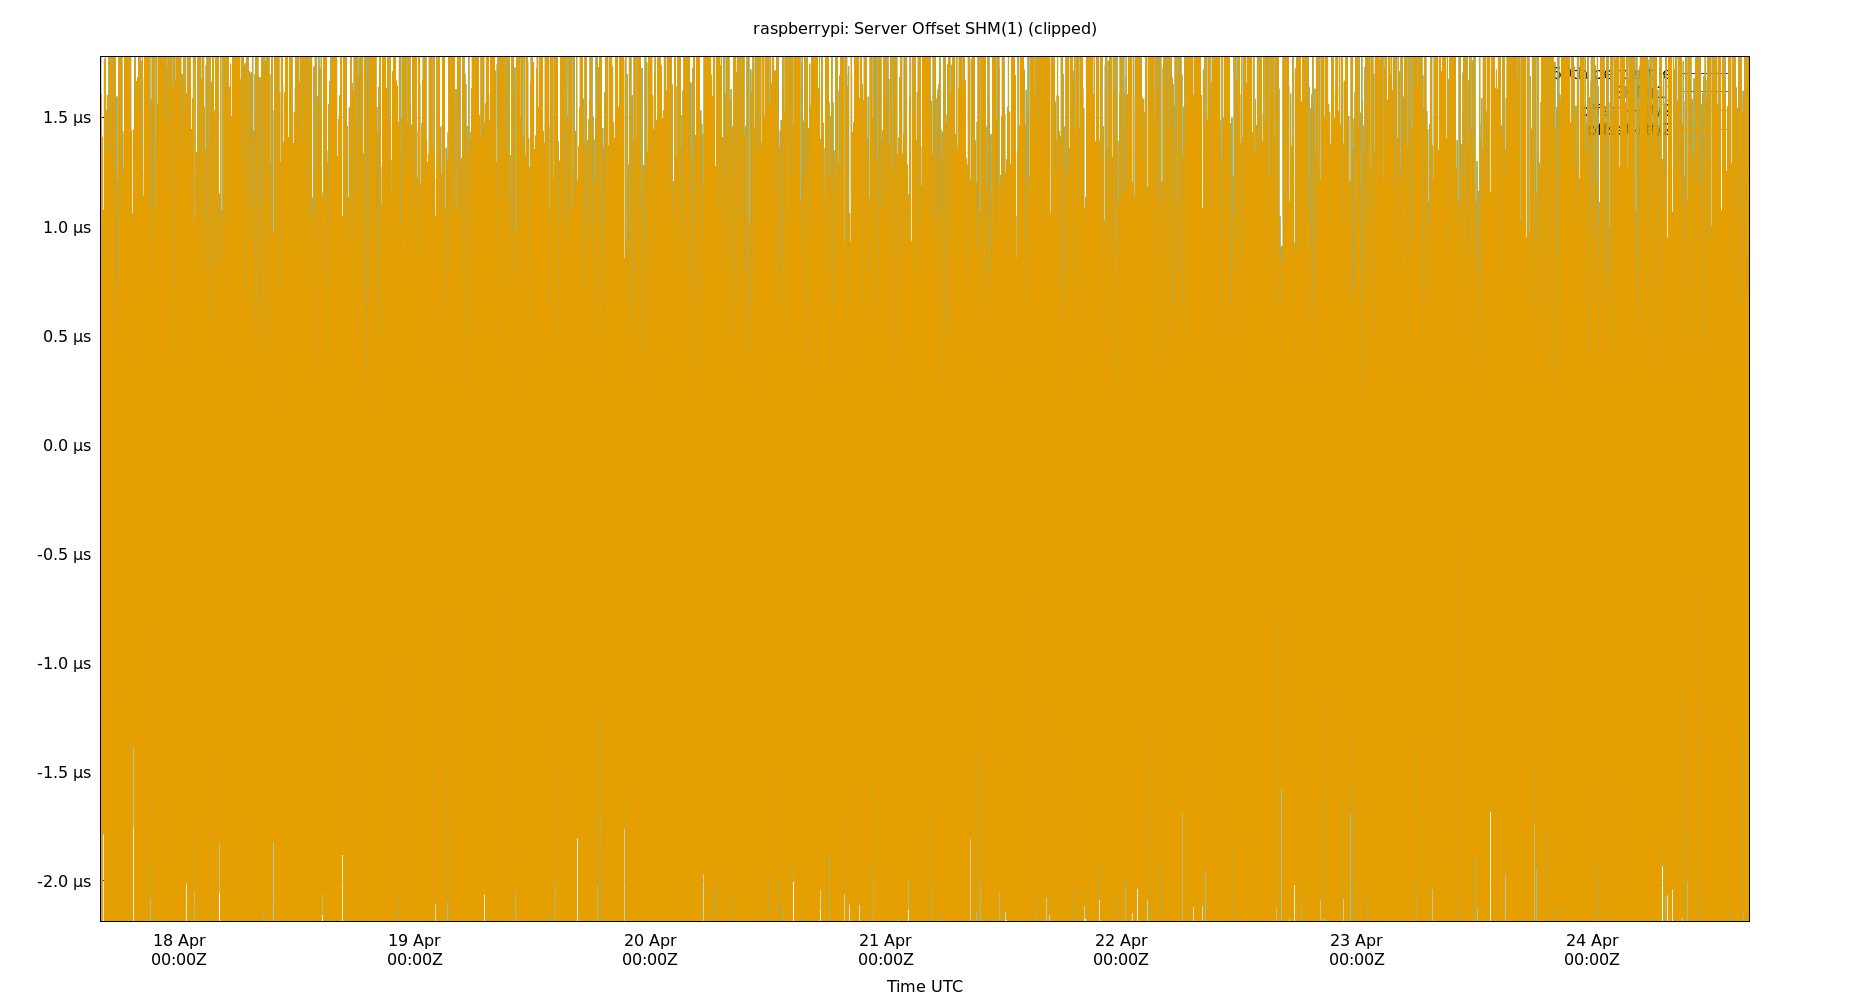 raspberrypi: Server Offset SHM(1) (clipped)
1.5 µs
1.0 µs
0.5 µs
0.0 µs
-0.5 µs
-1.0 µs
-1.5 µs
-2.0 µs
18 Apr 19 Apr 20 Apr 21 Apr 22 Apr 23 Apr 24 Apr
00:00Z 00:00Z 00:00Z 00:00Z 00:00Z 00:00Z 00:00Z
Time UTC